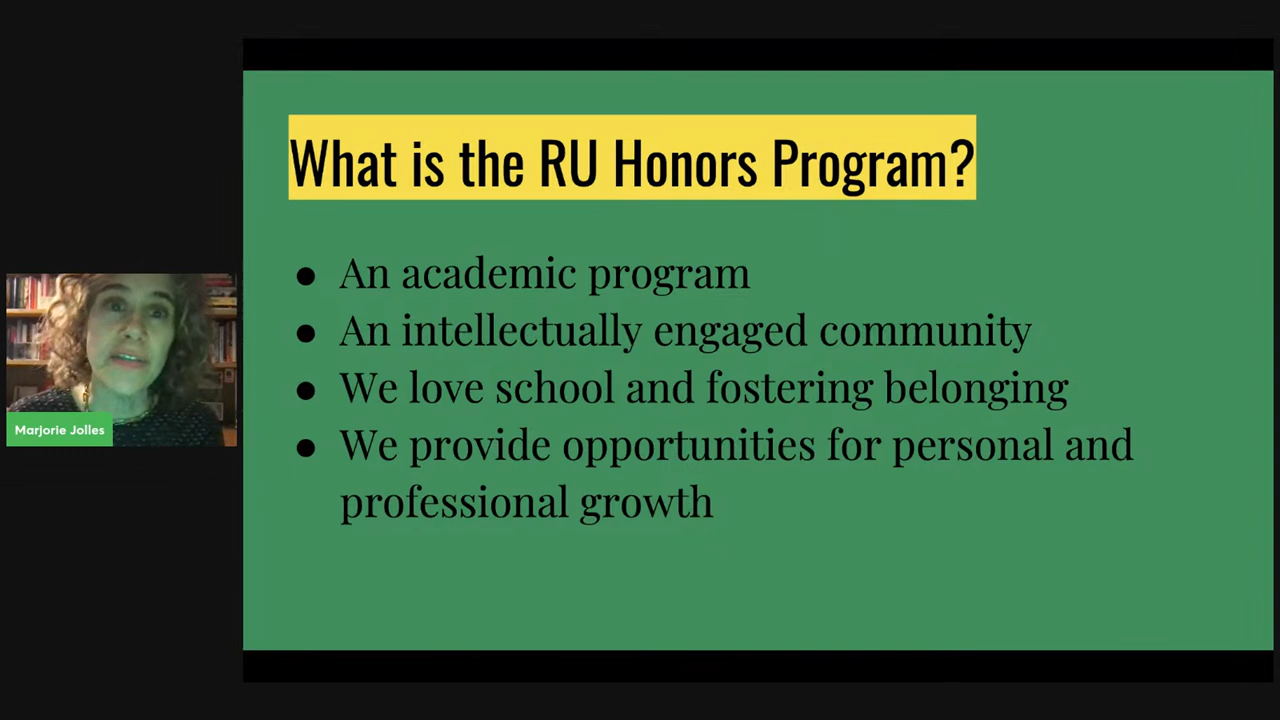 What is the RU Honors Program?
● An academic program
● An intellectually engaged community
● We love school and fostering belonging
● We provide opportunities for personal and
professional growth
Marjorie Jolles